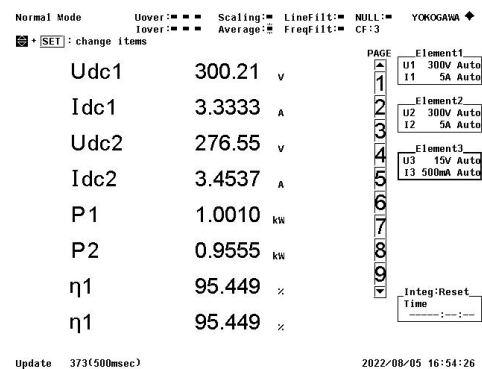 Normal Mode Uover:= = = Scaling:= LineFilt:= NULL:= YOKOGAWA ◆
Iover:= = = Average:= FreqFilt:= CF:3
+ SET : change items
PAGE
▲
1
2
3
4
5
6
7
8
9
▼
Udc1 300.21 V
Idc1 3.3333 A
Udc2 276.55 V
Idc2 3.4537 A
P1 1.0010 kW
P2 0.9555 kW
η1 95.449 %
η1 95.449 %
Element1
U1 300V Auto
I1 5A Auto
Element2
U2 300V Auto
I2 5A Auto
Element3
U3 15V Auto
I3 500mA Auto
Integ:Reset
Time
-----:--:--
Update 373(500msec) 2022/08/05 16:54:26